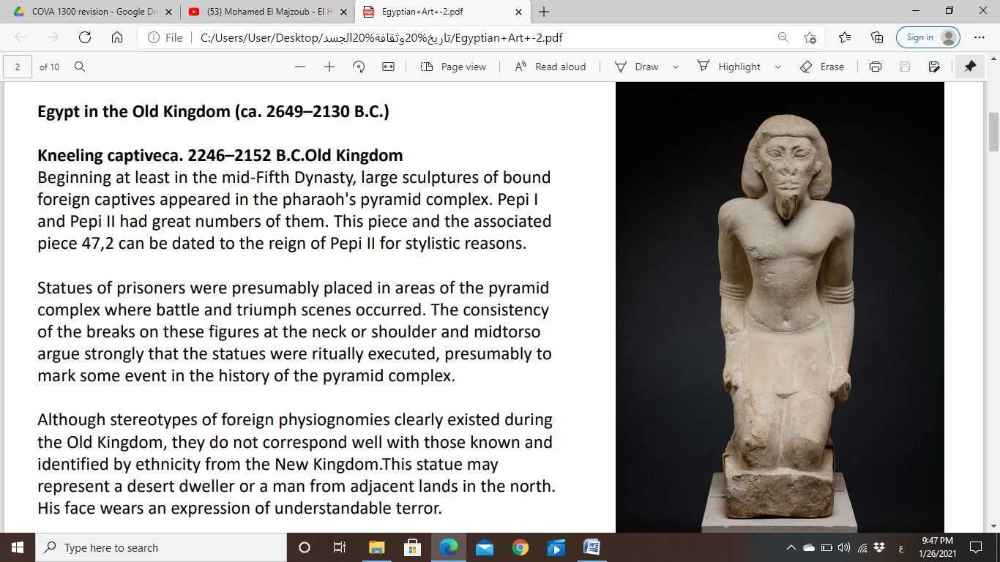 COVA 1300 revision - Google Dri
(53) Mohamed El Majzoub - El H
Egyptian+Art+-2.pdf
File
C:/Users/User/Desktop/تاريخ%20وثقافة%20الجسد/Egyptian+Art+-2.pdf
Sign in
2
of 10
Page view
Read aloud
Draw
Highlight
Erase
Egypt in the Old Kingdom (ca. 2649–2130 B.C.)
Kneeling captiveca. 2246–2152 B.C.Old Kingdom
Beginning at least in the mid-Fifth Dynasty, large sculptures of bound
foreign captives appeared in the pharaoh's pyramid complex. Pepi I
and Pepi II had great numbers of them. This piece and the associated
piece 47,2 can be dated to the reign of Pepi II for stylistic reasons.
Statues of prisoners were presumably placed in areas of the pyramid
complex where battle and triumph scenes occurred. The consistency
of the breaks on these figures at the neck or shoulder and midtorso
argue strongly that the statues were ritually executed, presumably to
mark some event in the history of the pyramid complex.
Although stereotypes of foreign physiognomies clearly existed during
the Old Kingdom, they do not correspond well with those known and
identified by ethnicity from the New Kingdom.This statue may
represent a desert dweller or a man from adjacent lands in the north.
His face wears an expression of understandable terror.
Type here to search
ع
9:47 PM
1/26/2021